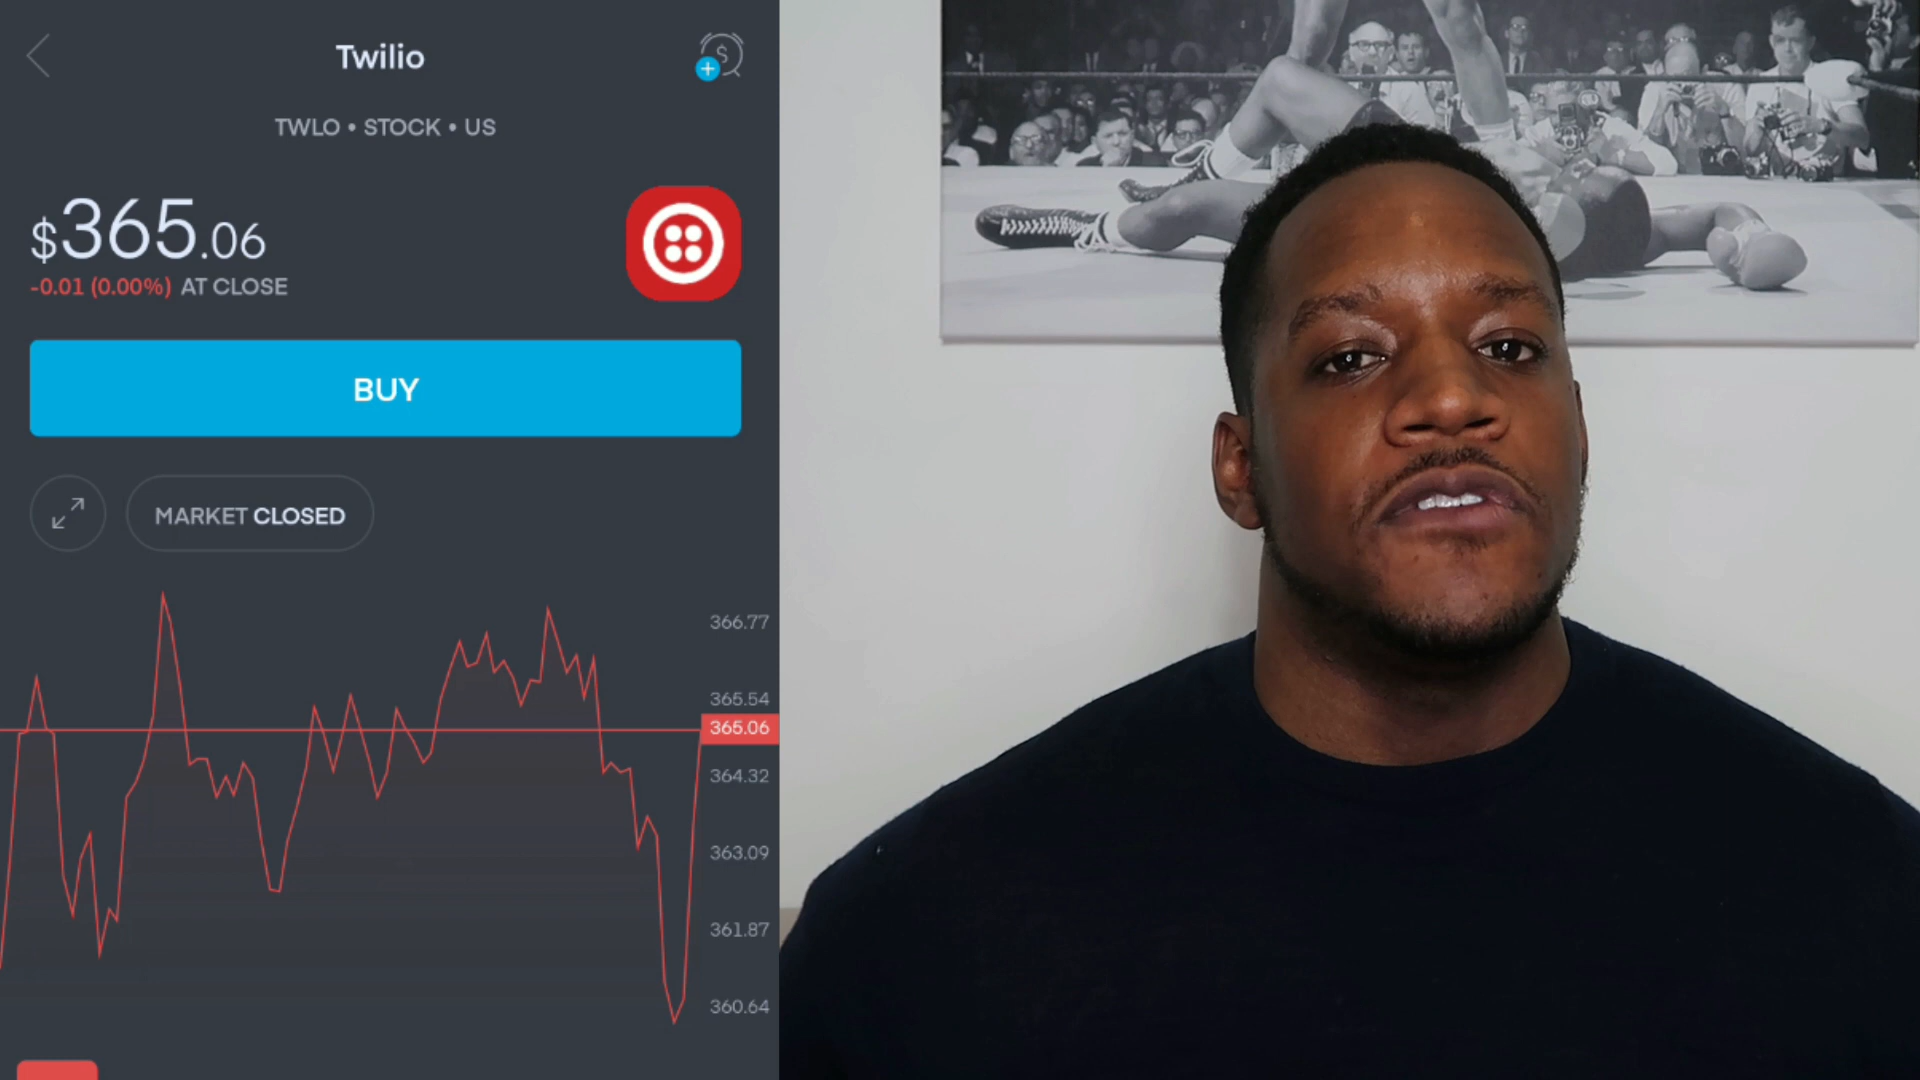 Twilio
TWLO • STOCK • US
$365.06
-0.01 (0.00%) AT CLOSE
BUY
MARKET CLOSED
366.77
365.54
365.06
364.32
363.09
361.87
360.64